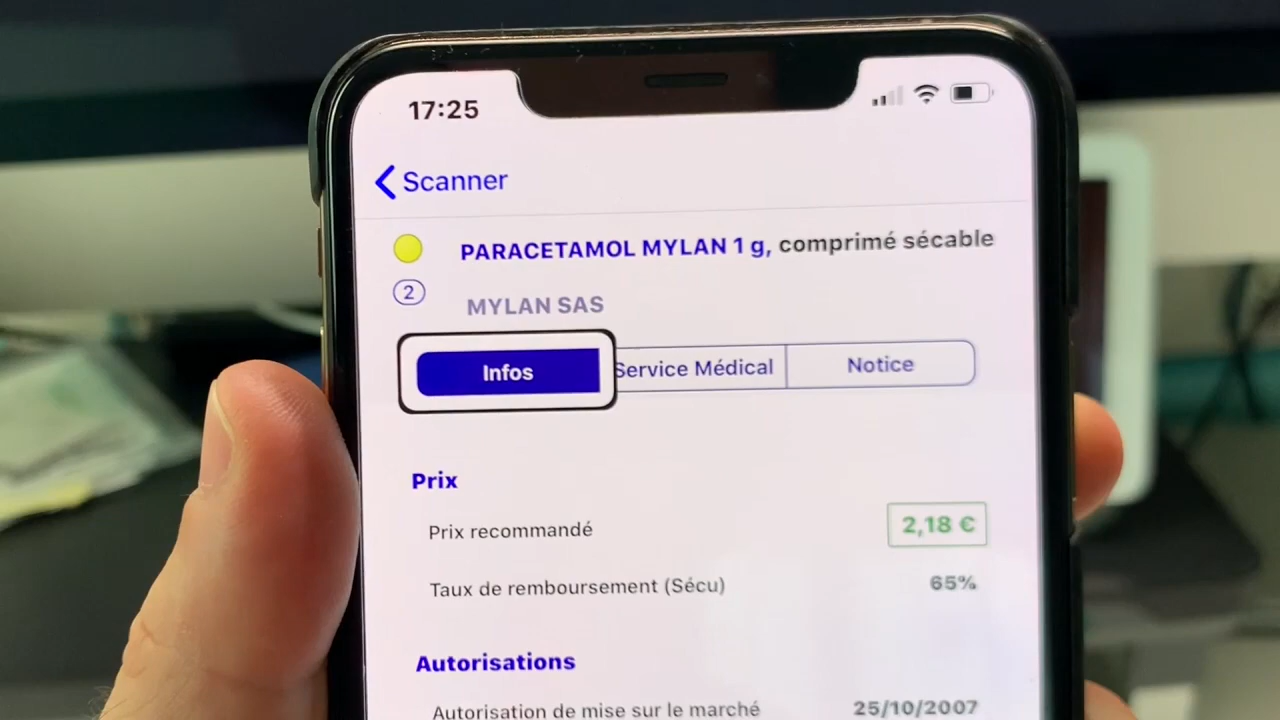 17:25
Scanner
PARACETAMOL MYLAN 1 g, comprimé sécable
2
MYLAN SAS
Infos Service Médical Notice
Prix
Prix recommandé 2,18 €
Taux de remboursement (Sécu) 65%
Autorisations
Autorisation de mise sur le marché 25/10/2007